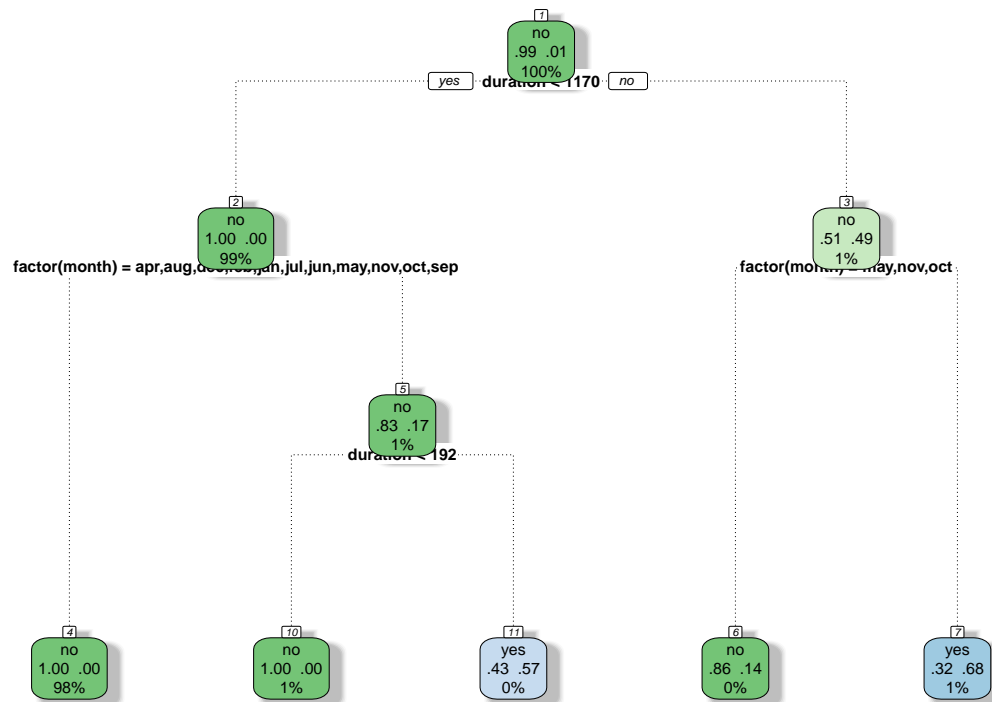 1
no
.99 .01
100%
yes duration < 1170 no
2
no
1.00 .00
99%
factor(month) = apr,aug,dec,feb,jan,jul,jun,may,nov,oct,sep
3
no
.51 .49
1%
factor(month) = may,nov,oct
5
no
.83 .17
1%
duration < 192
4
no
1.00 .00
98%
10
no
1.00 .00
1%
11
yes
.43 .57
0%
6
no
.86 .14
0%
7
yes
.32 .68
1%